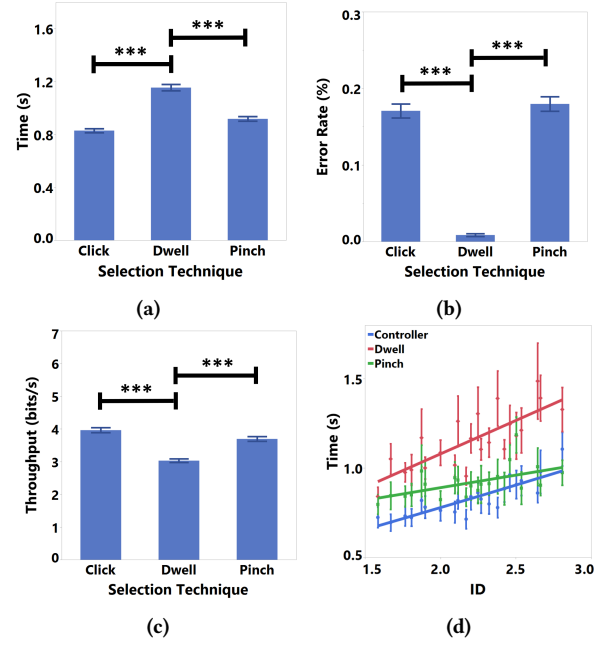 1.6
1.2
0.8
0.4
0.0
Time (s)
***
***
Click Dwell Pinch
Selection Technique
(a)
0.3
0.2
0.1
0.0
Error Rate (%)
***
***
Click Dwell Pinch
Selection Technique
(b)
7
6
5
4
3
2
1
0
Throughput (bits/s)
***
***
Click Dwell Pinch
Selection Technique
(c)
Controller
Dwell
Pinch
1.5
1.0
0.5
Time (s)
1.5 2.0 2.5 3.0
ID
(d)